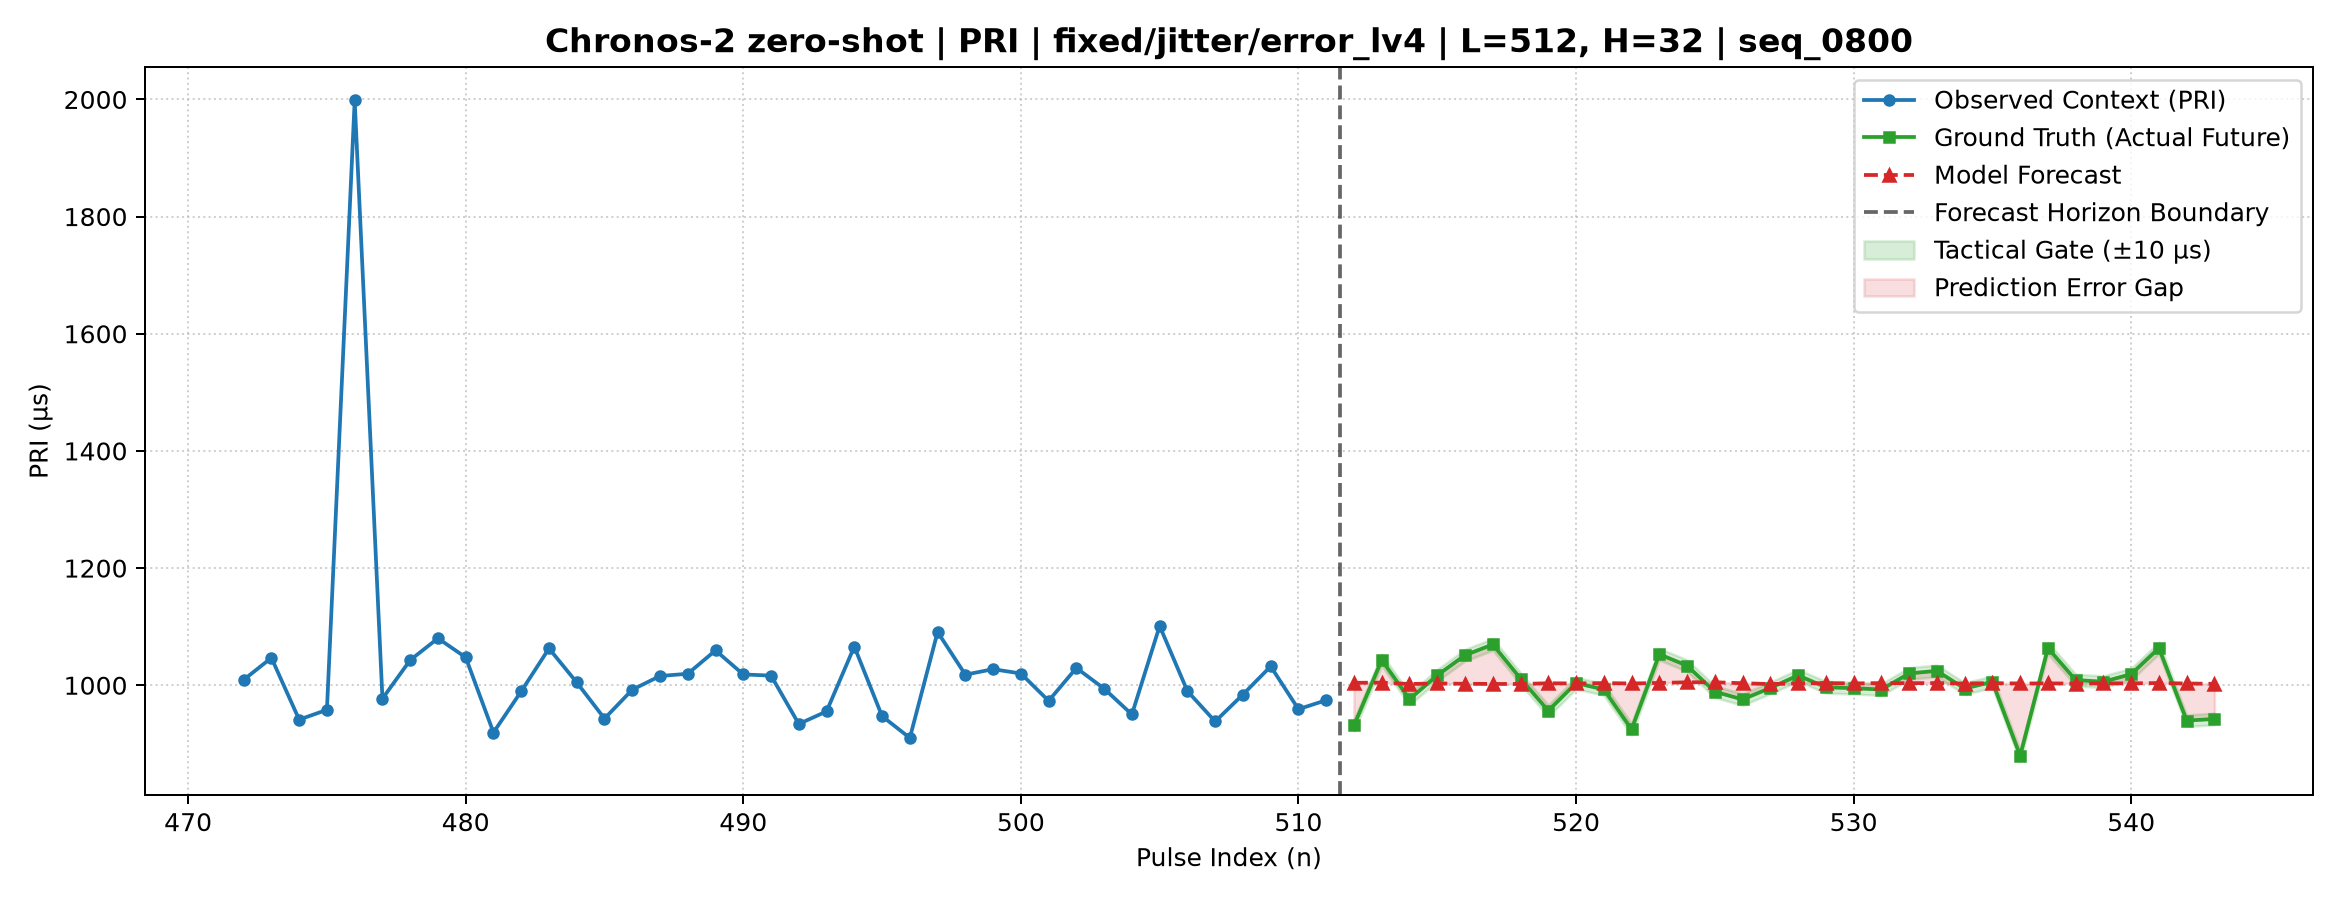 Chronos-2 zero-shot | PRI | fixed/jitter/error_lv4 | L=512, H=32 | seq_0800
PRI (µs)
2000
1800
1600
1400
1200
1000
Observed Context (PRI)
Ground Truth (Actual Future)
Model Forecast
Forecast Horizon Boundary
Tactical Gate (±10 µs)
Prediction Error Gap
470 480 490 500 510 520 530 540
Pulse Index (n)